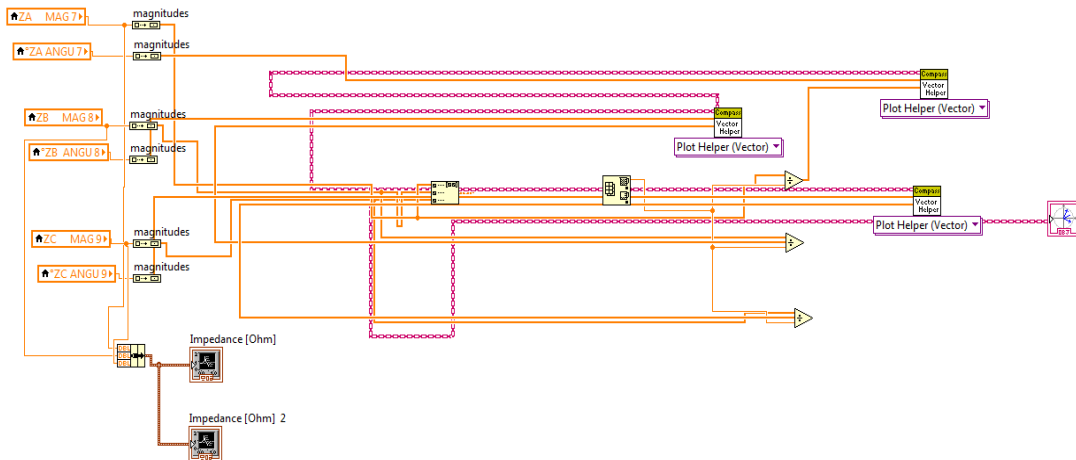 ZA MAG 7
magnitudes
°ZA ANGU 7
magnitudes
Compass
Vector
Helper
Plot Helper (Vector)
ZB MAG 8
magnitudes
Compass
Vector
Helper
Plot Helper (Vector)
°ZB ANGU 8
magnitudes
Compass
Vector
Helper
Plot Helper (Vector)
ZC MAG 9
magnitudes
°ZC ANGU 9
magnitudes
Impedance [Ohm]
Impedance [Ohm] 2